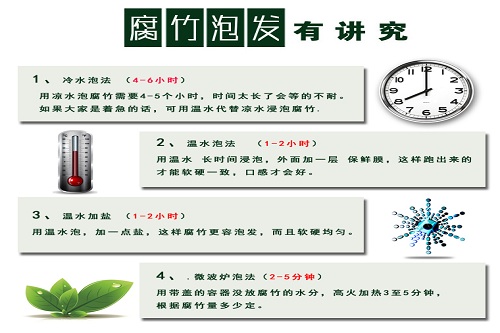 腐竹泡发有讲究
1、冷水泡法 (4-6小时)
用凉水泡腐竹需要4-5个小时，时间太长了会等的不耐。
如果大家是着急的话，可用温水代替凉水浸泡腐竹.
2、温水泡法 (1-2小时)
用温水 长时间浸泡，外面加一层 保鲜膜，这样跑出来的
才能软硬一致，口感才会好。
3、温水加盐 (1-2小时)
用温水泡，加一点盐，这样腐竹更容泡发，而且软硬均匀。
4、.微波炉泡法(2-5分钟)
用带盖的容器没放腐竹的水分，高火加热3至5分钟，
根据腐竹量多少定。